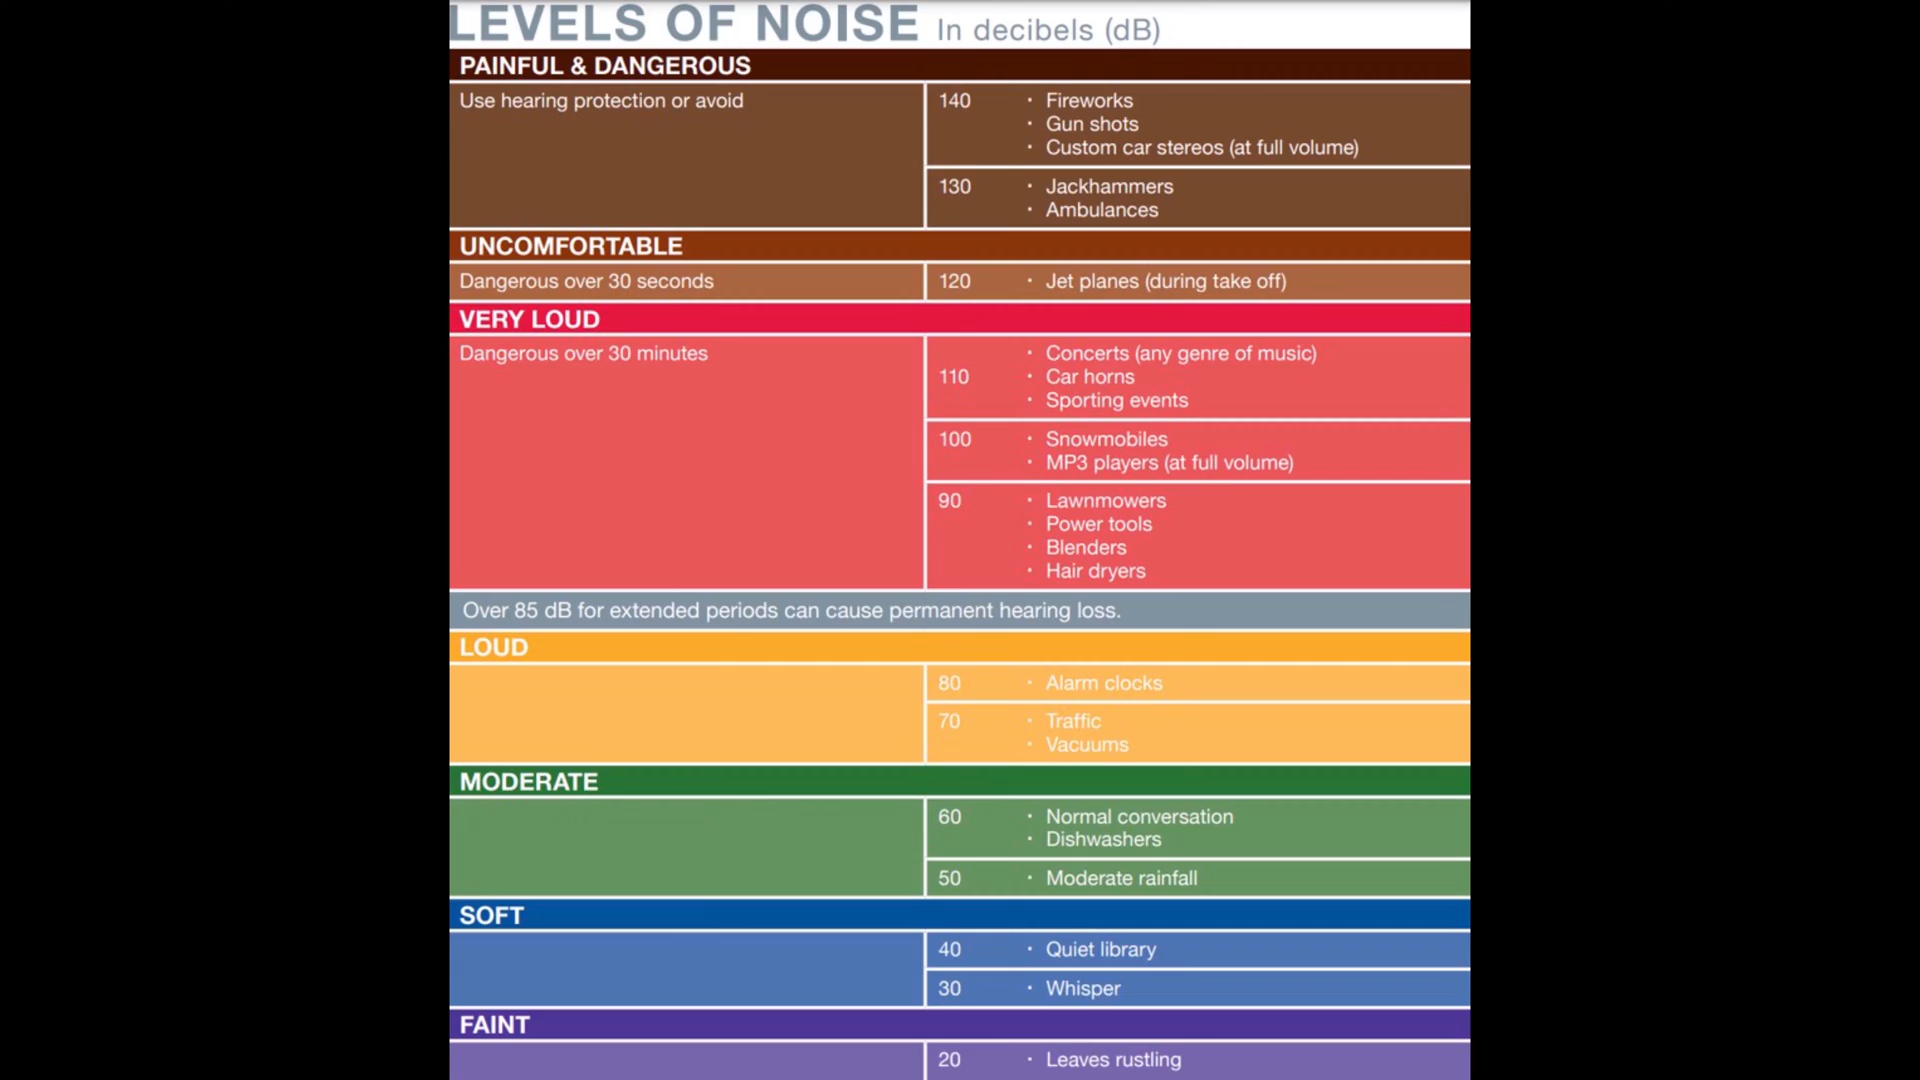 LEVELS OF NOISE In decibels (dB)
PAINFUL & DANGEROUS
Use hearing protection or avoid
140 · Fireworks
· Gun shots
· Custom car stereos (at full volume)
130 · Jackhammers
· Ambulances
UNCOMFORTABLE
Dangerous over 30 seconds
120 · Jet planes (during take off)
VERY LOUD
Dangerous over 30 minutes
· Concerts (any genre of music)
110 · Car horns
· Sporting events
100 · Snowmobiles
· MP3 players (at full volume)
90 · Lawnmowers
· Power tools
· Blenders
· Hair dryers
Over 85 dB for extended periods can cause permanent hearing loss.
LOUD
80 · Alarm clocks
70 · Traffic
· Vacuums
MODERATE
60 · Normal conversation
· Dishwashers
50 · Moderate rainfall
SOFT
40 · Quiet library
30 · Whisper
FAINT
20 · Leaves rustling